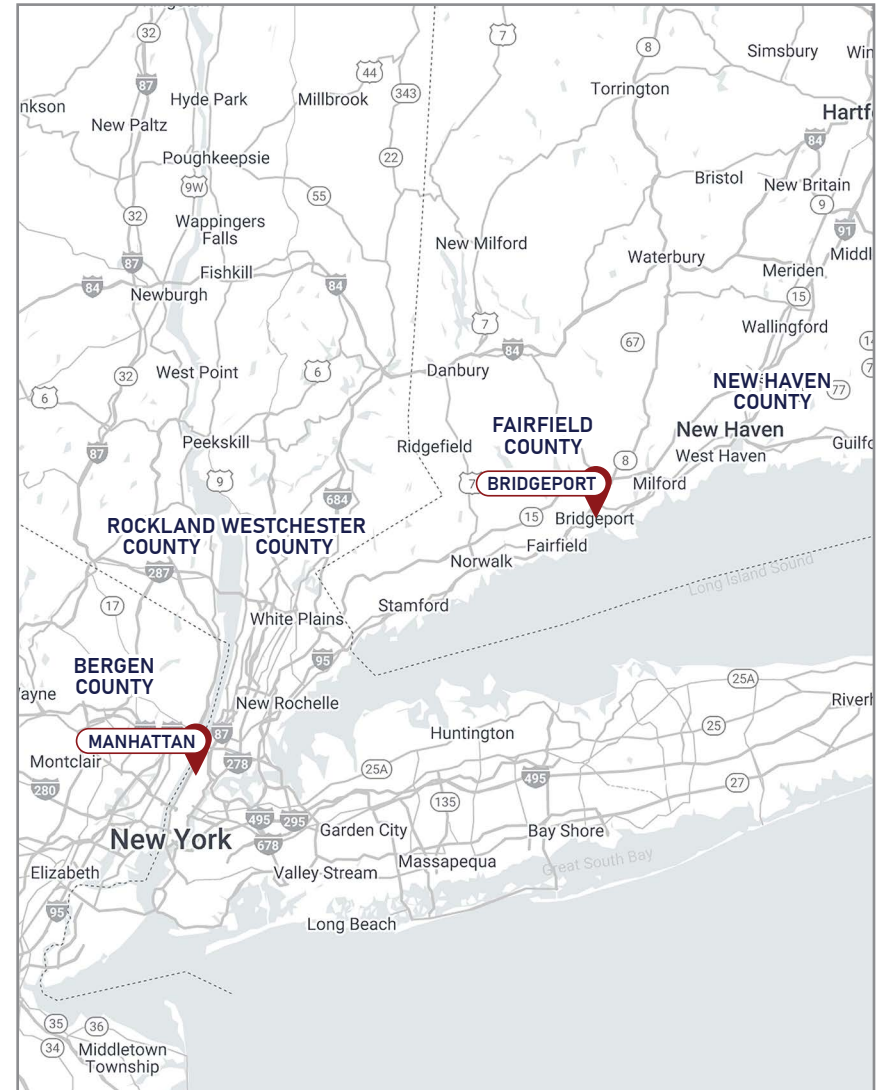 32
7
8
Simsbury
Win
44
87
343
Torrington
nkson
Hyde Park
Millbrook
Hartf
New Paltz
84
Poughkeepsie
22
9W
55
Bristol
New Britain
9
32
Wappingers
Falls
91
New Milford
Middl
87
Fishkill
Waterbury
Meriden
84
Newburgh
84
15
7
Wallingford
84
67
14
West Point
6
Danbury
7
32
6
NEW HAVEN
COUNTY
77
FAIRFIELD
COUNTY
New Haven
Peekskill
Ridgefield
Guilfo
87
8
West Haven
9
7
BRIDGEPORT
Milford
684
15
Bridgeport
ROCKLAND
COUNTY
WESTCHESTER
COUNTY
Fairfield
287
Norwalk
Long Island Sound
17
Stamford
White Plains
95
BERGEN
COUNTY
25A
ayne
New Rochelle
Riverh
MANHATTAN
87
Huntington
25
Montclair
278
25A
495
27
280
135
495
295
New York
Garden City
Bay Shore
678
Massapequa
Great South Bay
Elizabeth
Valley Stream
95
Long Beach
35
36
34
Middletown
Township